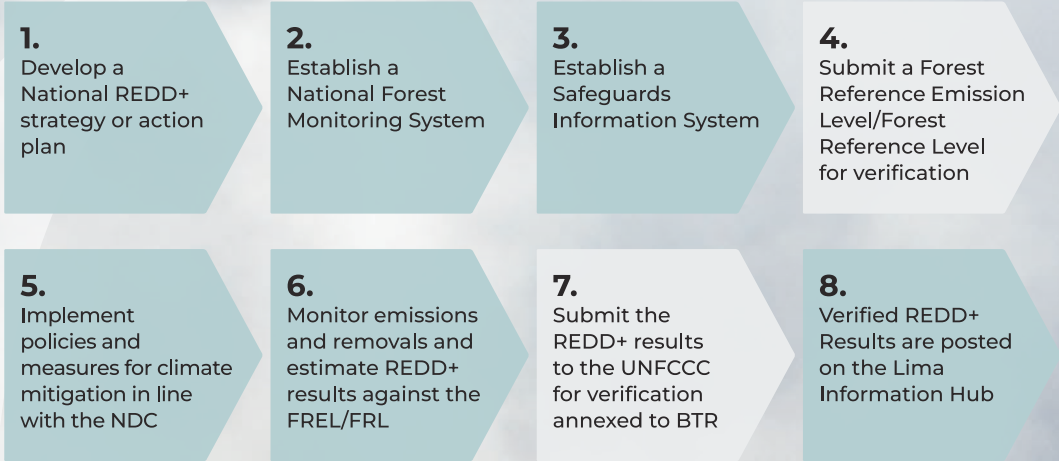 1.
Develop a
National REDD+
strategy or action
plan
2.
Establish a
National Forest
Monitoring System
3.
Establish a
Safeguards
Information System
4.
Submit a Forest
Reference Emission
Level/Forest
Reference Level
for verification
5.
Implement
policies and
measures for climate
mitigation in line
with the NDC
6.
Monitor emissions
and removals and
estimate REDD+
results against the
FREL/FRL
7.
Submit the
REDD+ results
to the UNFCCC
for verification
annexed to BTR
8.
Verified REDD+
Results are posted
on the Lima
Information Hub